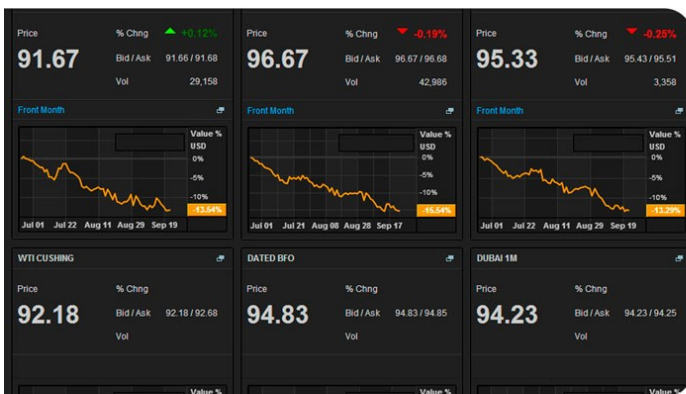 Price % Chng +0.12%
91.67 Bid / Ask 91.66 / 91.68
Vol 29,158
Front Month
Value %
USD
0%
-5%
-10%
-13.54%
Jul 01 Jul 22 Aug 11 Aug 29 Sep 19
Price % Chng -0.19%
96.67 Bid / Ask 96.67 / 96.68
Vol 42,986
Front Month
Value %
USD
0%
-5%
-10%
-15.54%
Jul 01 Jul 21 Aug 08 Aug 28 Sep 17
Price % Chng -0.25%
95.33 Bid / Ask 95.43 / 95.51
Vol 3,358
Front Month
Value %
USD
0%
-5%
-10%
-13.29%
Jul 01 Jul 22 Aug 11 Aug 29 Sep 19
WTI CUSHING
Price % Chng
92.18 Bid / Ask 92.18 / 92.68
Vol
Value %
DATED BFO
Price % Chng
94.83 Bid / Ask 94.83 / 94.85
Vol
Value %
DUBAI 1M
Price % Chng
94.23 Bid / Ask 94.23 / 94.25
Vol
Value %